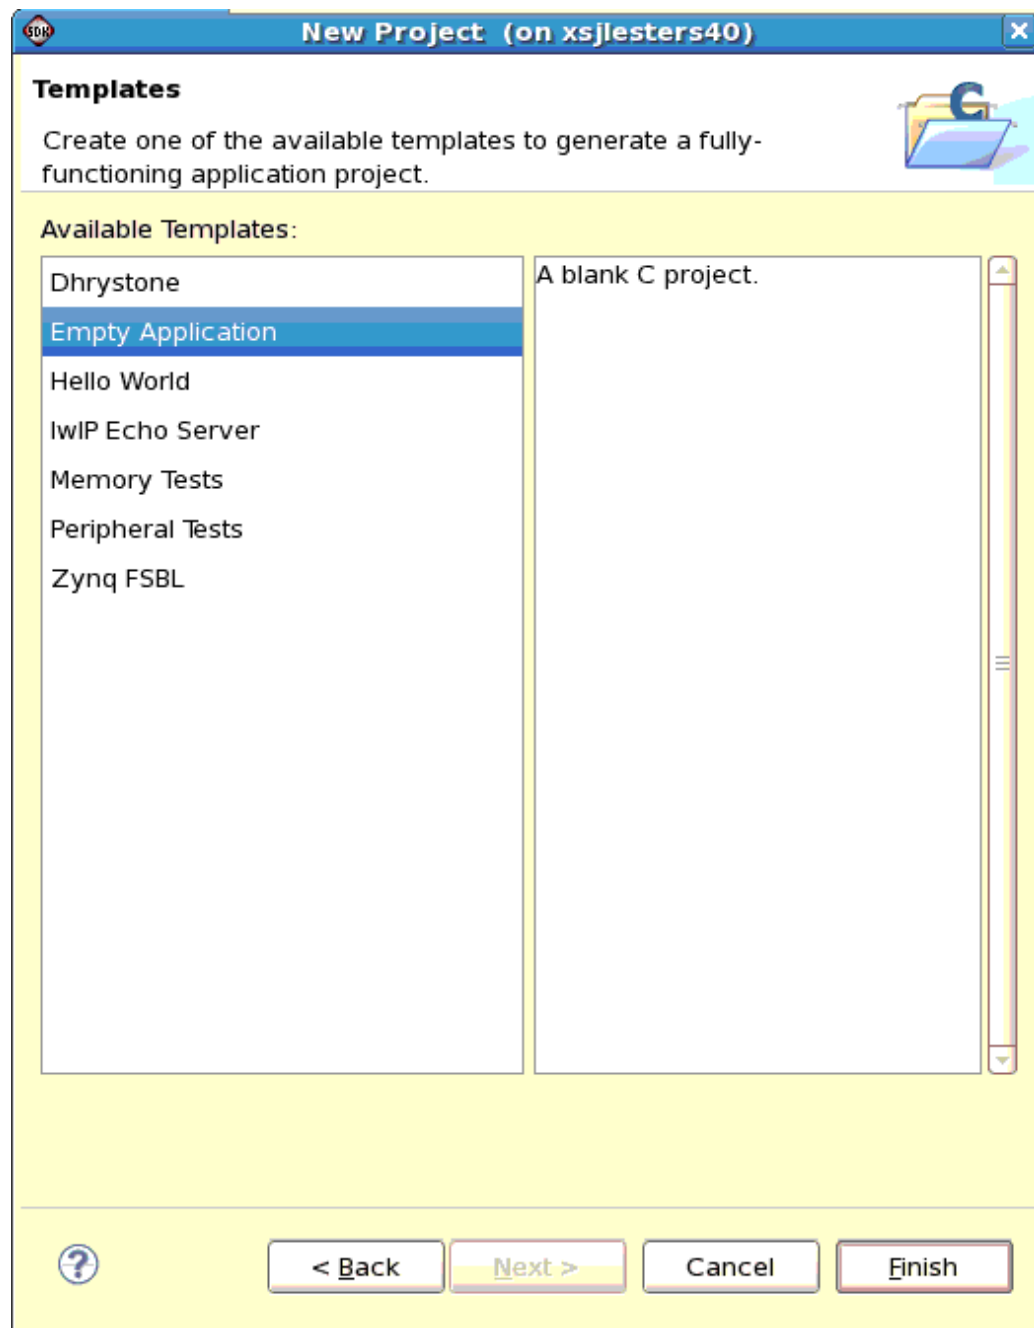 SDK
New Project (on xsjlesters40)
Templates
C
Create one of the available templates to generate a fully-
functioning application project.
Available Templates:
Dhrystone
A blank C project.
Empty Application
Hello World
lwIP Echo Server
Memory Tests
Peripheral Tests
Zynq FSBL
?
< Back
Next >
Cancel
Finish